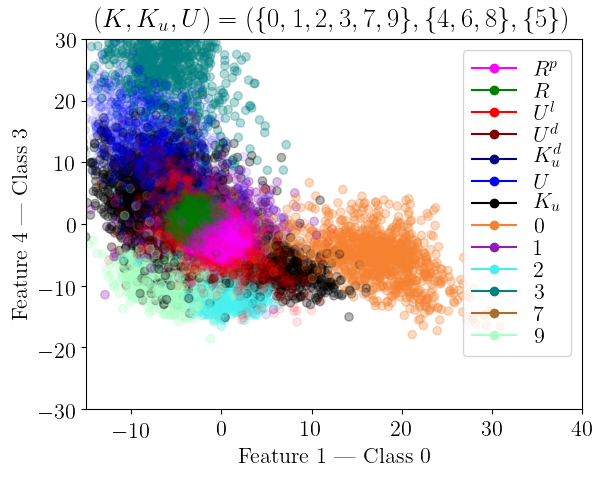 (K, K_u, U) = ({0, 1, 2, 3, 7, 9}, {4, 6, 8}, {5})
30
20
10
0
−10
−20
−30
Feature 4 — Class 3
−10
0
10
20
30
40
Feature 1 — Class 0
R^p
R
U^l
U^d
K_u^d
U
K_u
0
1
2
3
7
9